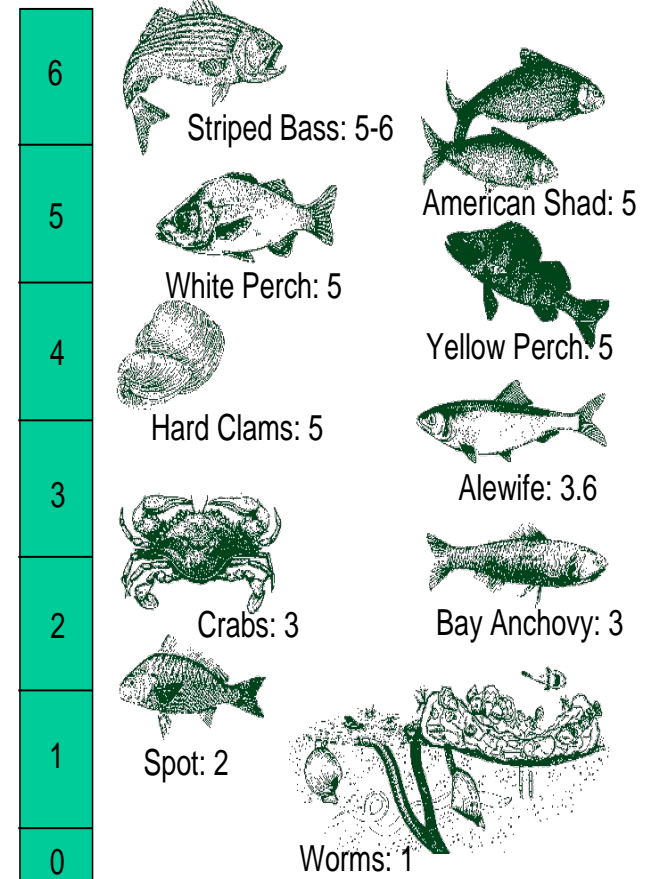 6
Striped Bass: 5-6
American Shad: 5
5
White Perch: 5
Yellow Perch: 5
4
Hard Clams: 5
Alewife: 3.6
3
Crabs: 3
Bay Anchovy: 3
2
Spot: 2
1
Worms: 1
0